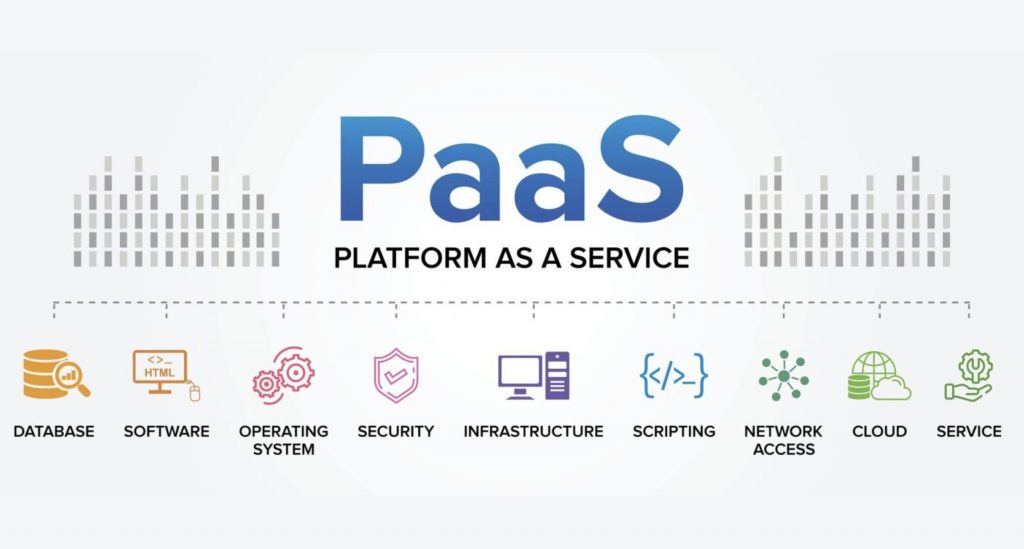 PaaS
PLATFORM AS A SERVICE
<>_
HTML
{</>_}
DATABASE
SOFTWARE
OPERATING
SYSTEM
SECURITY
INFRASTRUCTURE
SCRIPTING
NETWORK
ACCESS
CLOUD
SERVICE